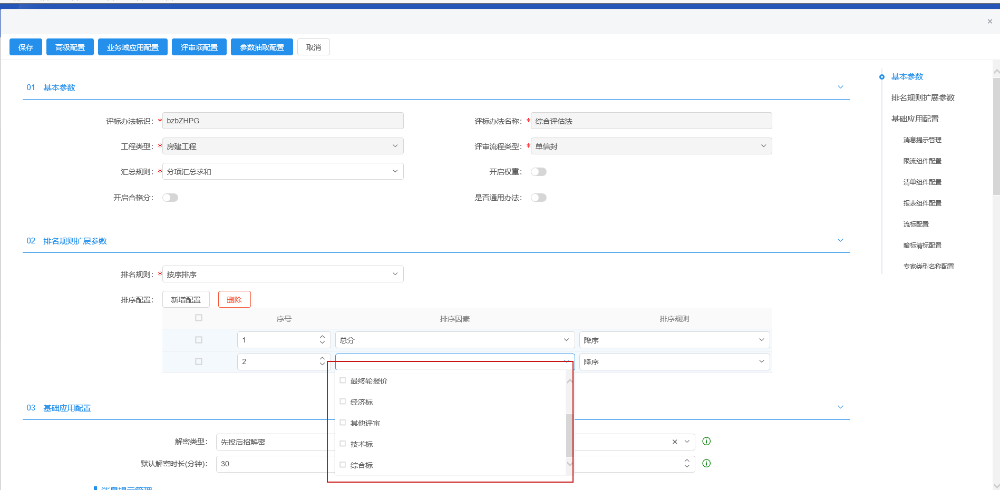 保存 高级配置 业务域应用配置 评审项配置 参数抽取配置 取消
01 基本参数
评标办法标识： * bzbZHPG 评标办法名称： * 综合评估法
工程类型： * 房建工程 评审流程类型： * 单信封
汇总规则： * 分项汇总求和 开启权重：
开启合格分： 是否通用办法：
02 排名规则扩展参数
排名规则： * 按序排序
排序配置： 新增配置 删除
序号 排序因素 排序规则
1 总分 降序
2 降序
最终轮报价
经济标
其他评审
技术标
综合标
03 基础应用配置
解密类型： 先投后招解密
默认解密时长(分钟)： 30
消息提示管理
基本参数
排名规则扩展参数
基础应用配置
消息提示管理
限流组件配置
清单组件配置
报表组件配置
流标配置
暗标清标配置
专家类型名称配置